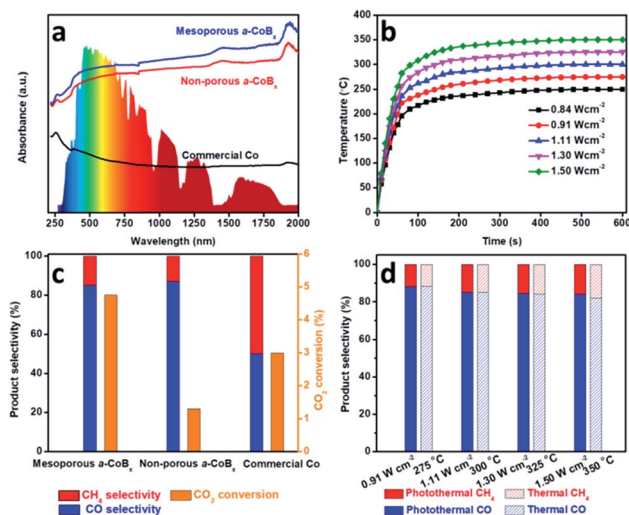 a
Mesoporous a-CoBx
Non-porous a-CoBx
Commercial Co
Absorbance (a.u.)
250 500 750 1000 1250 1500 1750 2000
Wavelength (nm)
b
400
350
300
250
200
150
100
50
0
Temperature (°C)
0.84 Wcm-2
0.91 Wcm-2
1.11 Wcm-2
1.30 Wcm-2
1.50 Wcm-2
0 100 200 300 400 500 600
Time (s)
c
100
80
60
40
20
0
Product selectivity (%)
6
5
4
3
2
1
0
CO2 conversion (%)
Mesoporous a-CoBx Non-porous a-CoBx Commercial Co
CH4 selectivity CO2 conversion
CO selectivity
d
100
80
60
40
20
0
Product selectivity (%)
0.91 W cm-2 275 °C 1.11 W cm-2 300 °C 1.30 W cm-2 325 °C 1.50 W cm-2 350 °C
Photothermal CH4 Thermal CH4
Photothermal CO Thermal CO